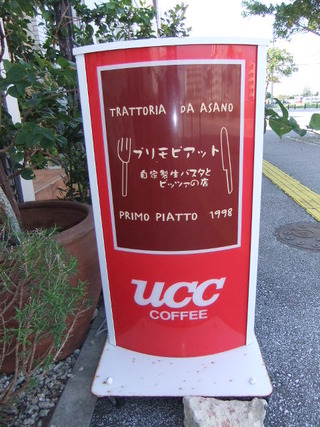 TRATTORIA DA ASANO
プリモピアット
自家製生パスタと
ピッツァの店
PRIMO PIATTO 1998
UCC
COFFEE